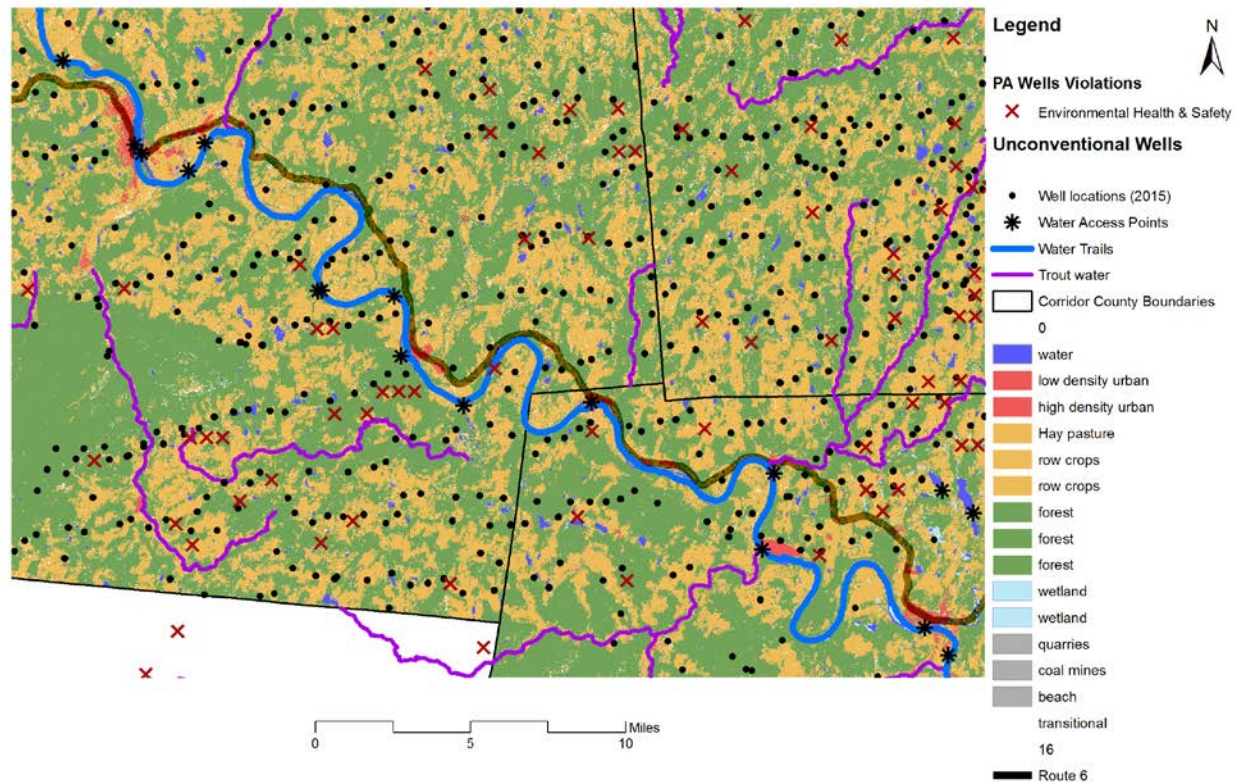 Legend
N
PA Wells Violations
Environmental Health & Safety
Unconventional Wells
Well locations (2015)
Water Access Points
Water Trails
Trout water
Corridor County Boundaries
0
water
low density urban
high density urban
Hay pasture
row crops
row crops
forest
forest
forest
wetland
wetland
quarries
coal mines
beach
transitional
16
Route 6
Miles
0 5 10